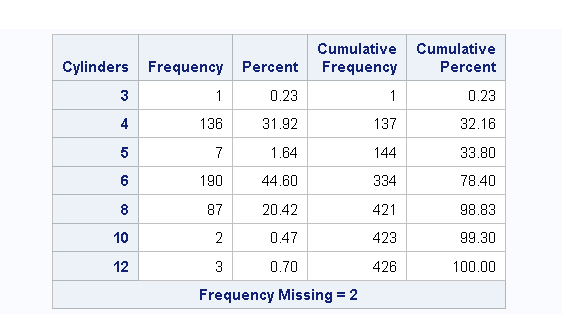 Cylinders Frequency Percent Cumulative Frequency Cumulative Percent
3 1 0.23 1 0.23
4 136 31.92 137 32.16
5 7 1.64 144 33.80
6 190 44.60 334 78.40
8 87 20.42 421 98.83
10 2 0.47 423 99.30
12 3 0.70 426 100.00
Frequency Missing = 2